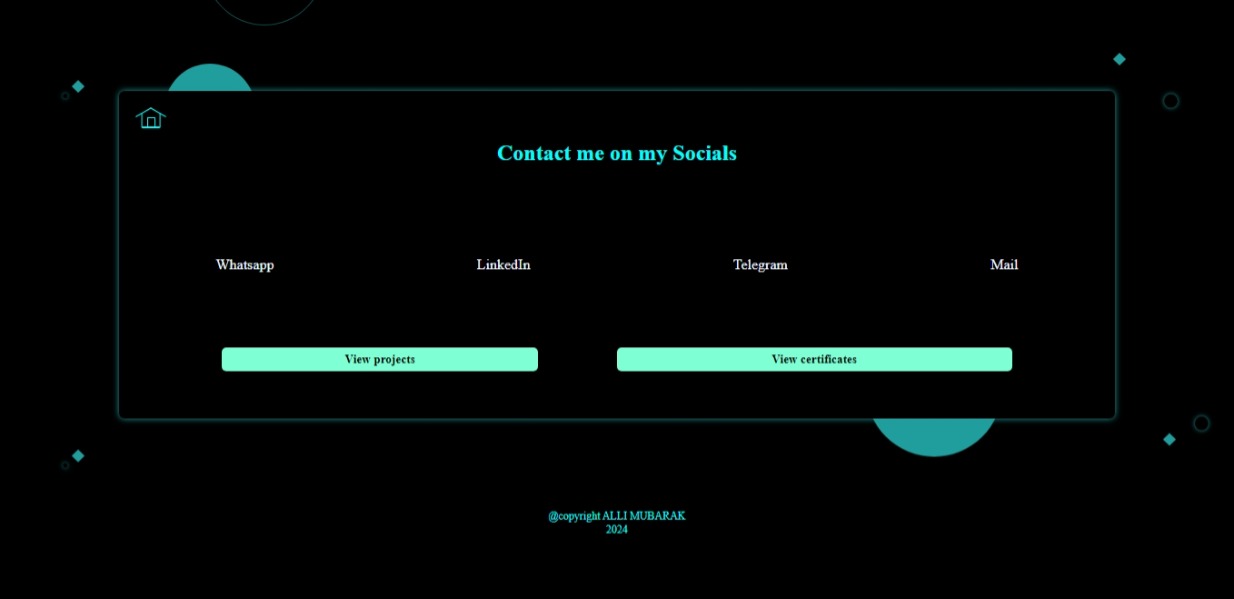 Contact me on my Socials
Whatsapp LinkedIn Telegram Mail
View projects View certificates
@copyright ALLI MUBARAK
2024